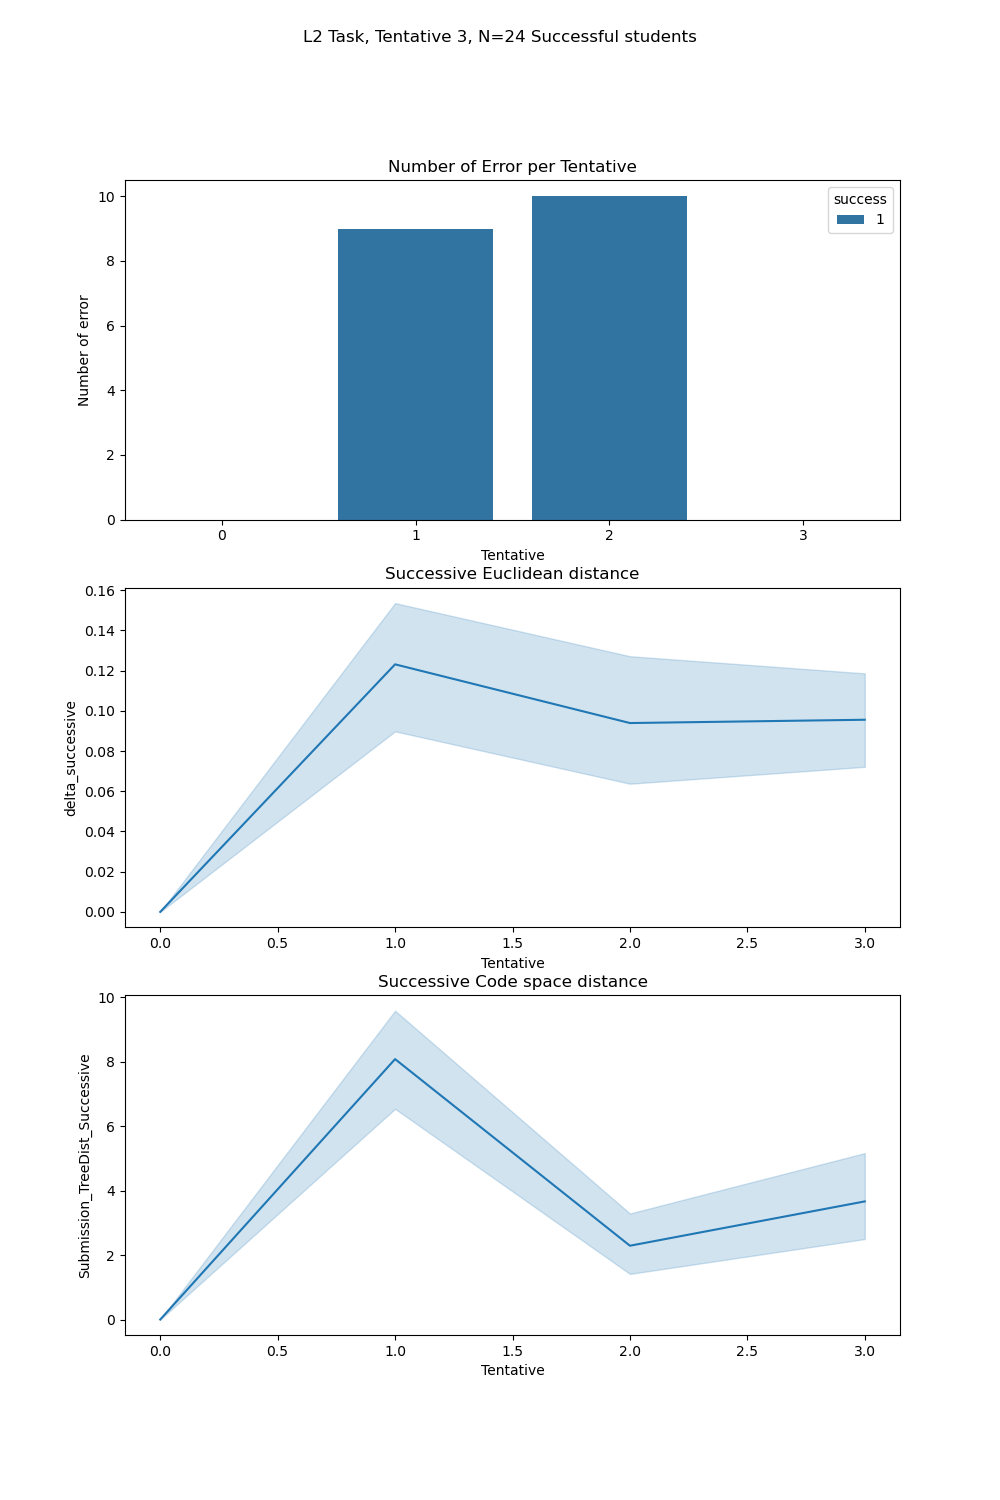 L2 Task, Tentative 3, N=24 Successful students
Number of Error per Tentative
10
8
6
4
2
0
Number of error
success
1
0 1 2 3
Tentative
Successive Euclidean distance
0.16
0.14
0.12
0.10
0.08
0.06
0.04
0.02
0.00
delta_successive
0.0 0.5 1.0 1.5 2.0 2.5 3.0
Tentative
Successive Code space distance
10
8
6
4
2
0
Submission_TreeDist_Successive
0.0 0.5 1.0 1.5 2.0 2.5 3.0
Tentative